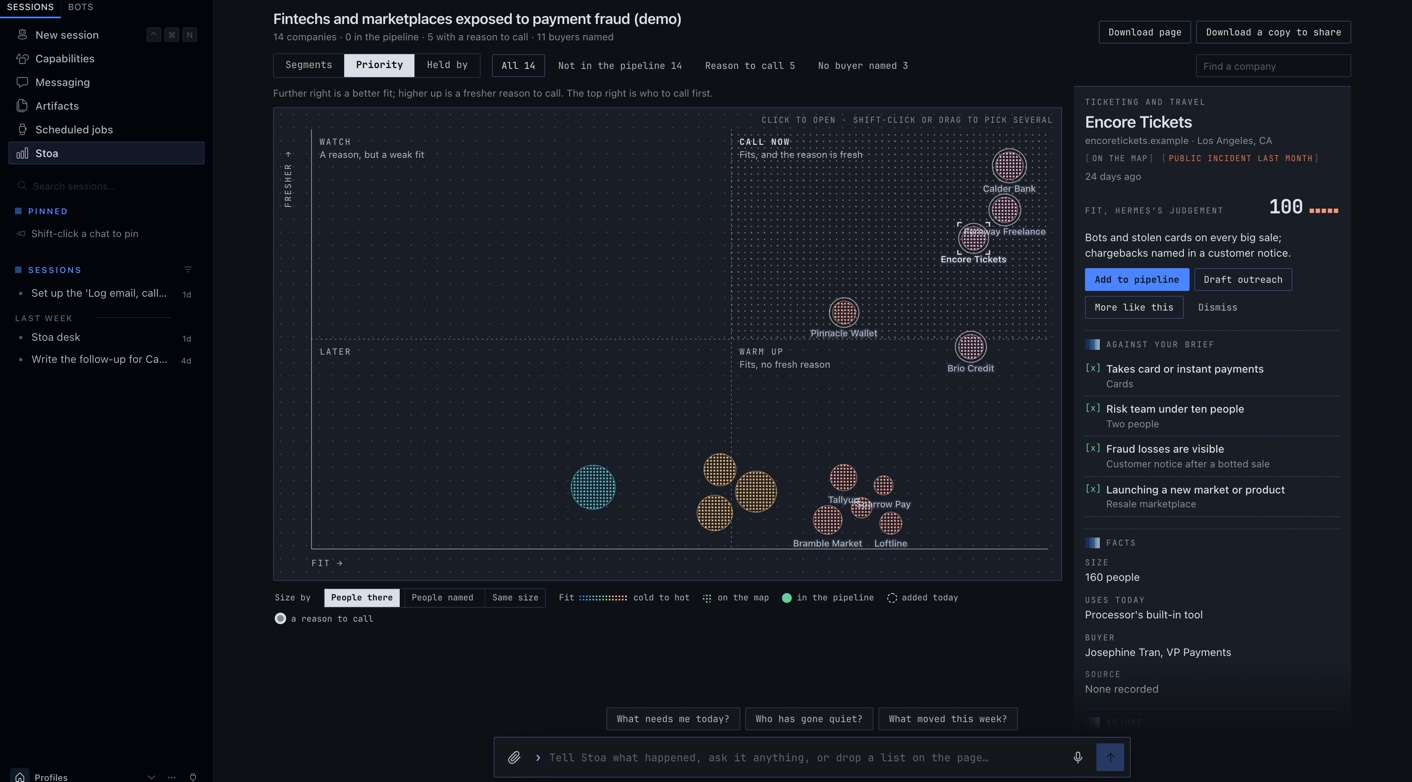 SESSIONS BOTS
New session ^ ⌘ N
Capabilities
Messaging
Artifacts
Scheduled jobs
Stoa
Search sessions...
PINNED
Shift-click a chat to pin
SESSIONS
Set up the 'Log email, call... 1d
LAST WEEK
Stoa desk 1d
Write the follow-up for Ca... 4d
Profiles
Fintechs and marketplaces exposed to payment fraud (demo)
14 companies · 0 in the pipeline · 5 with a reason to call · 11 buyers named
Download page Download a copy to share
Segments Priority Held by All 14 Not in the pipeline 14 Reason to call 5 No buyer named 3
Find a company
Further right is a better fit; higher up is a fresher reason to call. The top right is who to call first.
CLICK TO OPEN · SHIFT-CLICK OR DRAG TO PICK SEVERAL
WATCH
A reason, but a weak fit
CALL NOW
Fits, and the reason is fresh
FRESHER →
Calder Bank
Freelance
Encore Tickets
Pinnacle Wallet
Brio Credit
LATER
WARM UP
Fits, no fresh reason
Pay
Bramble Market
Loftline
FIT →
Size by People there People named Same size Fit cold to hot on the map in the pipeline added today
a reason to call
TICKETING AND TRAVEL
Encore Tickets
encoretickets.example · Los Angeles, CA
[ON THE MAP] [PUBLIC INCIDENT LAST MONTH]
24 days ago
FIT, HERMES'S JUDGEMENT 100
Bots and stolen cards on every big sale;
chargebacks named in a customer notice.
Add to pipeline Draft outreach
More like this Dismiss
AGAINST YOUR BRIEF
[x] Takes card or instant payments
Cards
[x] Risk team under ten people
Two people
[x] Fraud losses are visible
Customer notice after a botted sale
[x] Launching a new market or product
Resale marketplace
FACTS
SIZE
160 people
USES TODAY
Processor's built-in tool
BUYER
Josephine Tran, VP Payments
SOURCE
None recorded
ADJUST
What needs me today? Who has gone quiet? What moved this week?
› Tell Stoa what happened, ask it anything, or drop a list on the page…